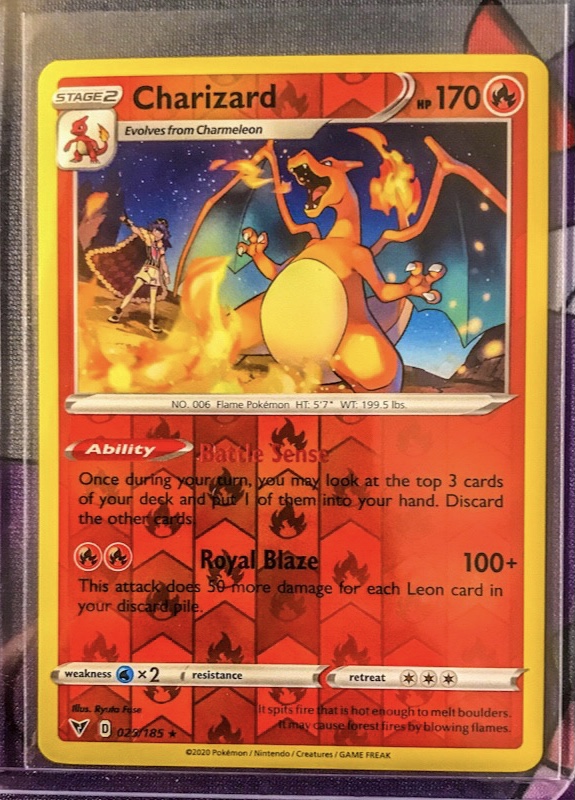 STAGE 2 Charizard HP 170
Evolves from Charmeleon
NO. 006 Flame Pokémon HT: 5'7" WT: 199.5 lbs.
Ability Battle Sense
Once during your turn, you may look at the top 3 cards
of your deck and put 1 of them into your hand. Discard
the other cards.
Royal Blaze 100+
This attack does 50 more damage for each Leon card in
your discard pile.
weakness ×2 resistance retreat
Illus. Ryuta Fuse
It spits fire that is hot enough to melt boulders.
It may cause forest fires by blowing flames.
D 025/185 ★
©2020 Pokémon / Nintendo / Creatures / GAME FREAK